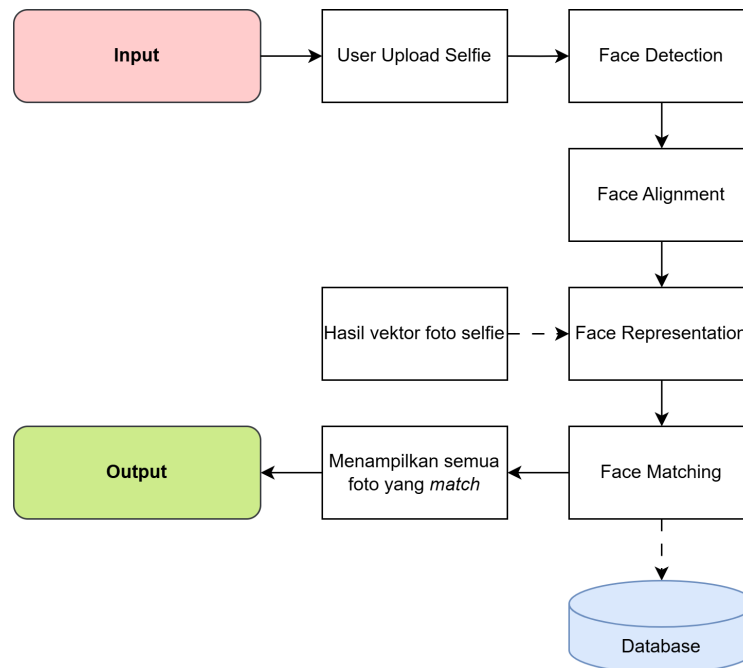 Input
User Upload Selfie
Face Detection
Face Alignment
Hasil vektor foto selfie
Face Representation
Output
Menampilkan semua
foto yang match
Face Matching
Database